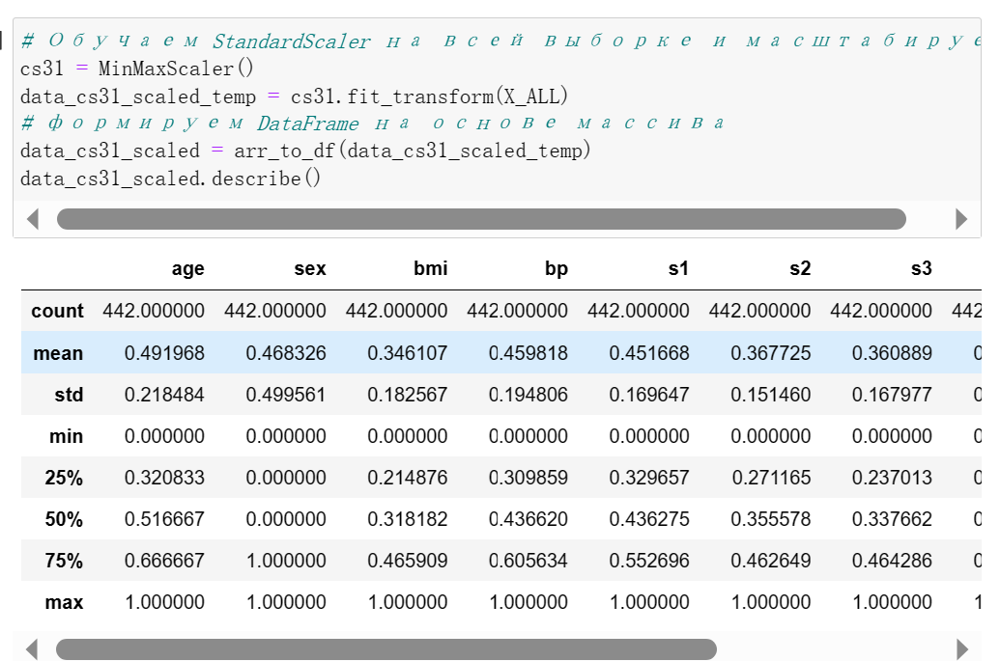 # Обучаем StandardScaler на всей выборке и масштабируе
cs31 = MinMaxScaler()
data_cs31_scaled_temp = cs31.fit_transform(X_ALL)
# формируем DataFrame на основе массива
data_cs31_scaled = arr_to_df(data_cs31_scaled_temp)
data_cs31_scaled.describe()
age sex bmi bp s1 s2 s3
count 442.000000 442.000000 442.000000 442.000000 442.000000 442.000000 442.000000 442
mean 0.491968 0.468326 0.346107 0.459818 0.451668 0.367725 0.360889 0
std 0.218484 0.499561 0.182567 0.194806 0.169647 0.151460 0.167977 0
min 0.000000 0.000000 0.000000 0.000000 0.000000 0.000000 0.000000 0
25% 0.320833 0.000000 0.214876 0.309859 0.329657 0.271165 0.237013 0
50% 0.516667 0.000000 0.318182 0.436620 0.436275 0.355578 0.337662 0
75% 0.666667 1.000000 0.465909 0.605634 0.552696 0.462649 0.464286 0
max 1.000000 1.000000 1.000000 1.000000 1.000000 1.000000 1.000000 1